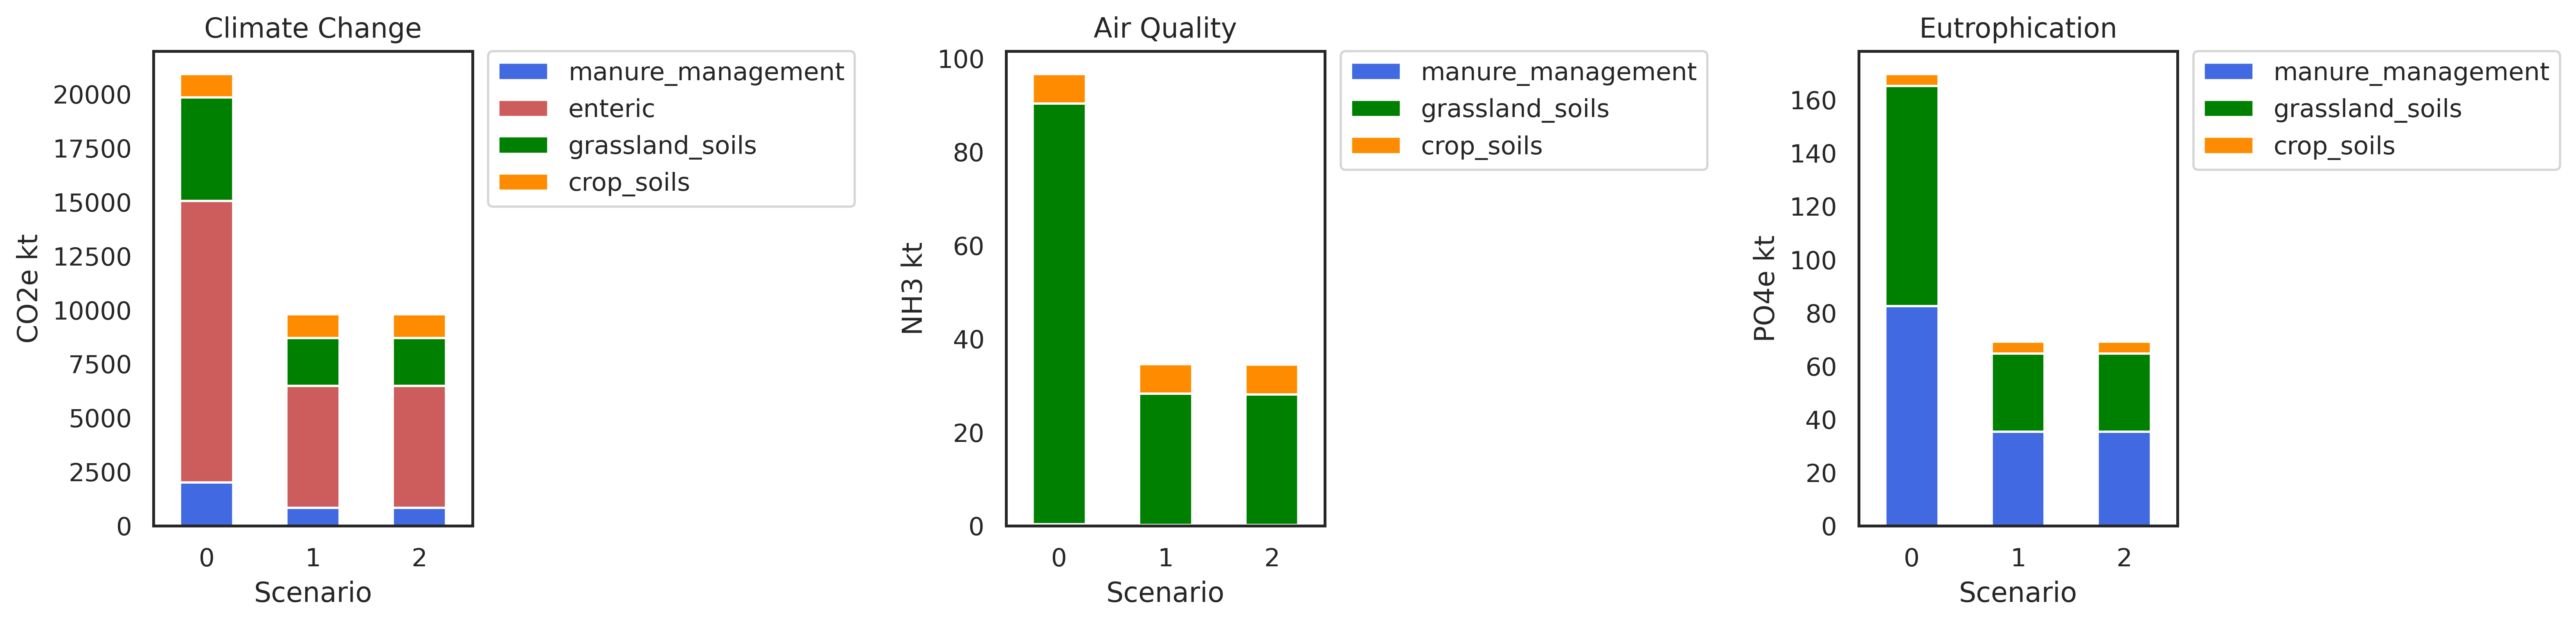 Climate Change
20000
17500
15000
12500
10000
7500
5000
2500
0
CO2e kt
0 1 2
Scenario
manure_management
enteric
grassland_soils
crop_soils
Air Quality
100
80
60
40
20
0
NH3 kt
0 1 2
Scenario
manure_management
grassland_soils
crop_soils
Eutrophication
160
140
120
100
80
60
40
20
0
PO4e kt
0 1 2
Scenario
manure_management
grassland_soils
crop_soils